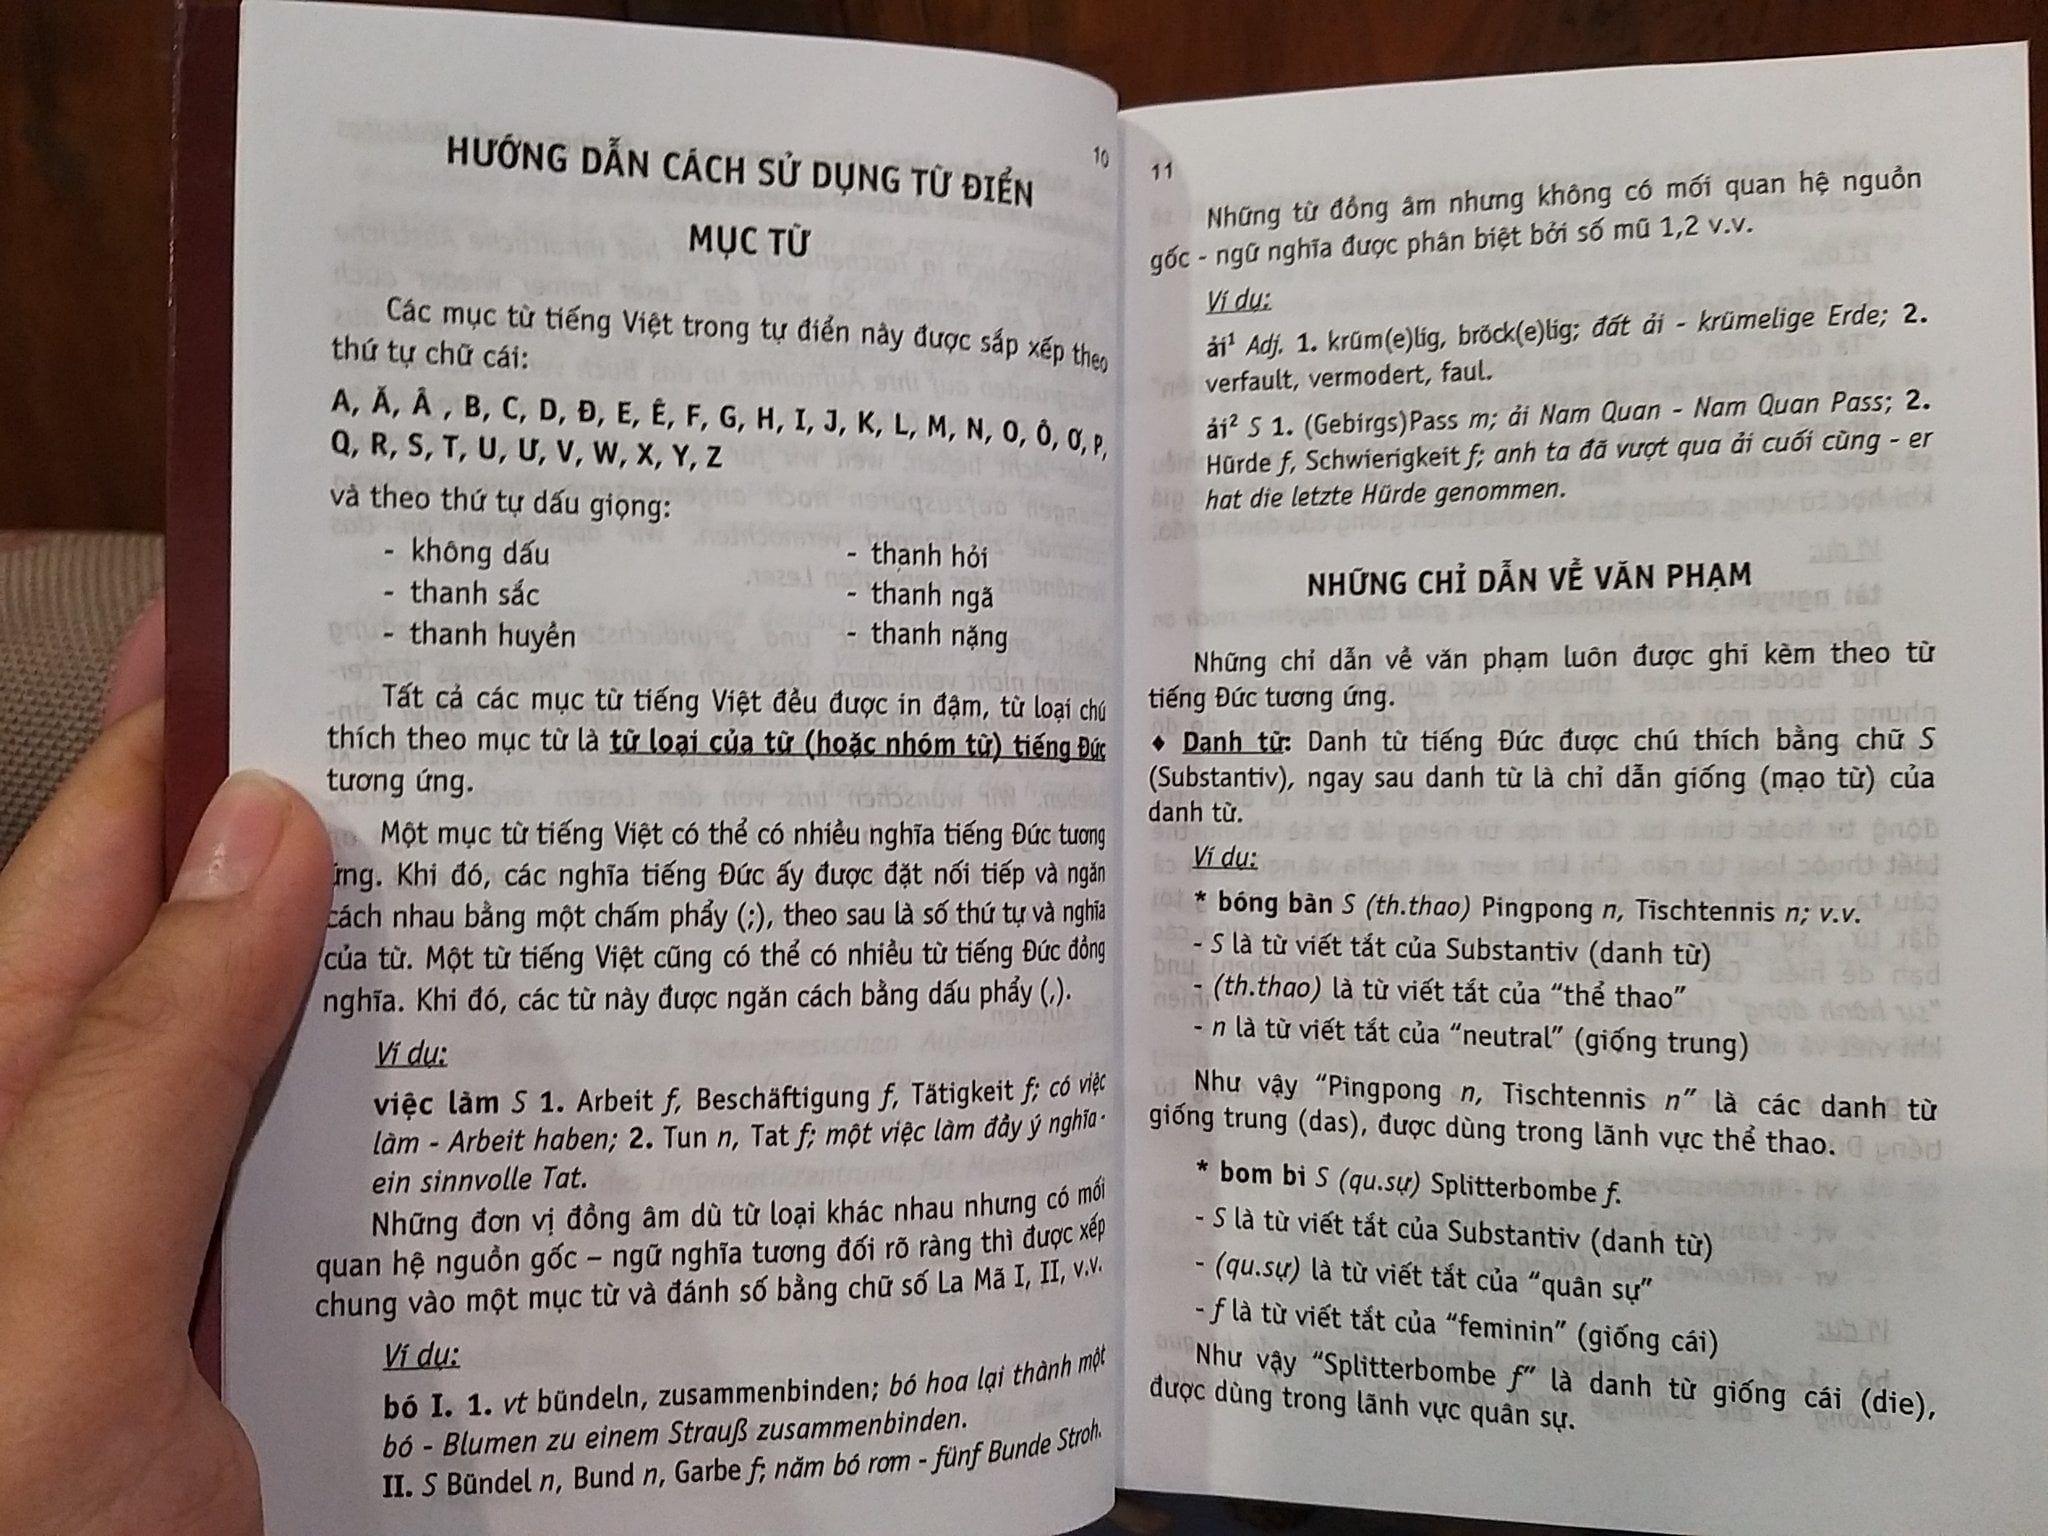 10
HƯỚNG DẪN CÁCH SỬ DỤNG TỪ ĐIỂN
MỤC TỪ
Các mục từ tiếng Việt trong tự điển này được sắp xếp theo
thứ tự chữ cái:
A, Ă, Â , B, C, D, Đ, E, Ê, F, G, H, I, J, K, L, M, N, O, Ô, Ơ, P,
Q, R, S, T, U, Ư, V, W, X, Y, Z
và theo thứ tự dấu giọng:
- không dấu - thanh hỏi
- thanh sắc - thanh ngã
- thanh huyền - thanh nặng
Tất cả các mục từ tiếng Việt đều được in đậm, từ loại chú
thích theo mục từ là từ loại của từ (hoặc nhóm từ) tiếng Đức
tương ứng.
Một mục từ tiếng Việt có thể có nhiều nghĩa tiếng Đức tương
ứng. Khi đó, các nghĩa tiếng Đức ấy được đặt nối tiếp và ngăn
cách nhau bằng một chấm phẩy (;), theo sau là số thứ tự và nghĩa
của từ. Một từ tiếng Việt cũng có thể có nhiều từ tiếng Đức đồng
nghĩa. Khi đó, các từ này được ngăn cách bằng dấu phẩy (,).
Ví dụ:
việc làm S 1. Arbeit f, Beschäftigung f, Tätigkeit f; có việc
làm - Arbeit haben; 2. Tun n, Tat f; một việc làm đầy ý nghĩa -
ein sinnvolle Tat.
Những đơn vị đồng âm dù từ loại khác nhau nhưng có mối
quan hệ nguồn gốc – ngữ nghĩa tương đối rõ ràng thì được xếp
chung vào một mục từ và đánh số bằng chữ số La Mã I, II, v.v.
Ví dụ:
bó I. 1. vt bündeln, zusammenbinden; bó hoa lại thành một
bó - Blumen zu einem Strauß zusammenbinden.
II. S Bündel n, Bund n, Garbe f; năm bó rơm - fünf Bunde Stroh.
11
Những từ đồng âm nhưng không có mối quan hệ nguồn
gốc - ngữ nghĩa được phân biệt bởi số mũ 1,2 v.v.
Ví dụ:
ải¹ Adj. 1. krüm(e)lig, bröck(e)lig; đất ải - krümelige Erde; 2.
verfault, vermodert, faul.
ải² S 1. (Gebirgs)Pass m; ải Nam Quan - Nam Quan Pass; 2.
Hürde f, Schwierigkeit f; anh ta đã vượt qua ải cuối cùng - er
hat die letzte Hürde genommen.
NHỮNG CHỈ DẪN VỀ VĂN PHẠM
Những chỉ dẫn về văn phạm luôn được ghi kèm theo từ
tiếng Đức tương ứng.
♦ Danh từ: Danh từ tiếng Đức được chú thích bằng chữ S
(Substantiv), ngay sau danh từ là chỉ dẫn giống (mạo từ) của
danh từ.
Ví dụ:
* bóng bàn S (th.thao) Pingpong n, Tischtennis n; v.v.
- S là từ viết tắt của Substantiv (danh từ)
- (th.thao) là từ viết tắt của “thể thao”
- n là từ viết tắt của “neutral” (giống trung)
Như vậy “Pingpong n, Tischtennis n” là các danh từ
giống trung (das), được dùng trong lãnh vực thể thao.
* bom bi S (qu.sự) Splitterbombe f.
- S là từ viết tắt của Substantiv (danh từ)
- (qu.sự) là từ viết tắt của “quân sự”
- f là từ viết tắt của “feminin” (giống cái)
Như vậy “Splitterbombe f” là danh từ giống cái (die),
được dùng trong lãnh vực quân sự.